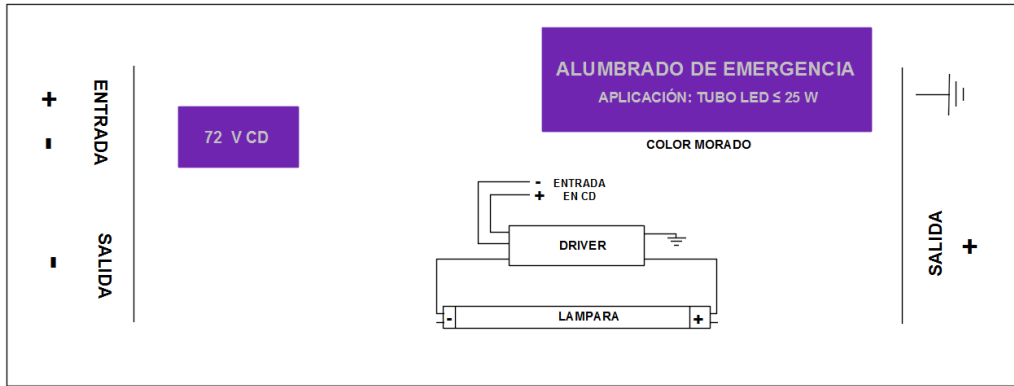 +
-
ENTRADA
-
SALIDA
72 V CD
ALUMBRADO DE EMERGENCIA
APLICACIÓN: TUBO LED ≤ 25 W
COLOR MORADO
- ENTRADA
+ EN CD
DRIVER
- LAMPARA +
SALIDA
+